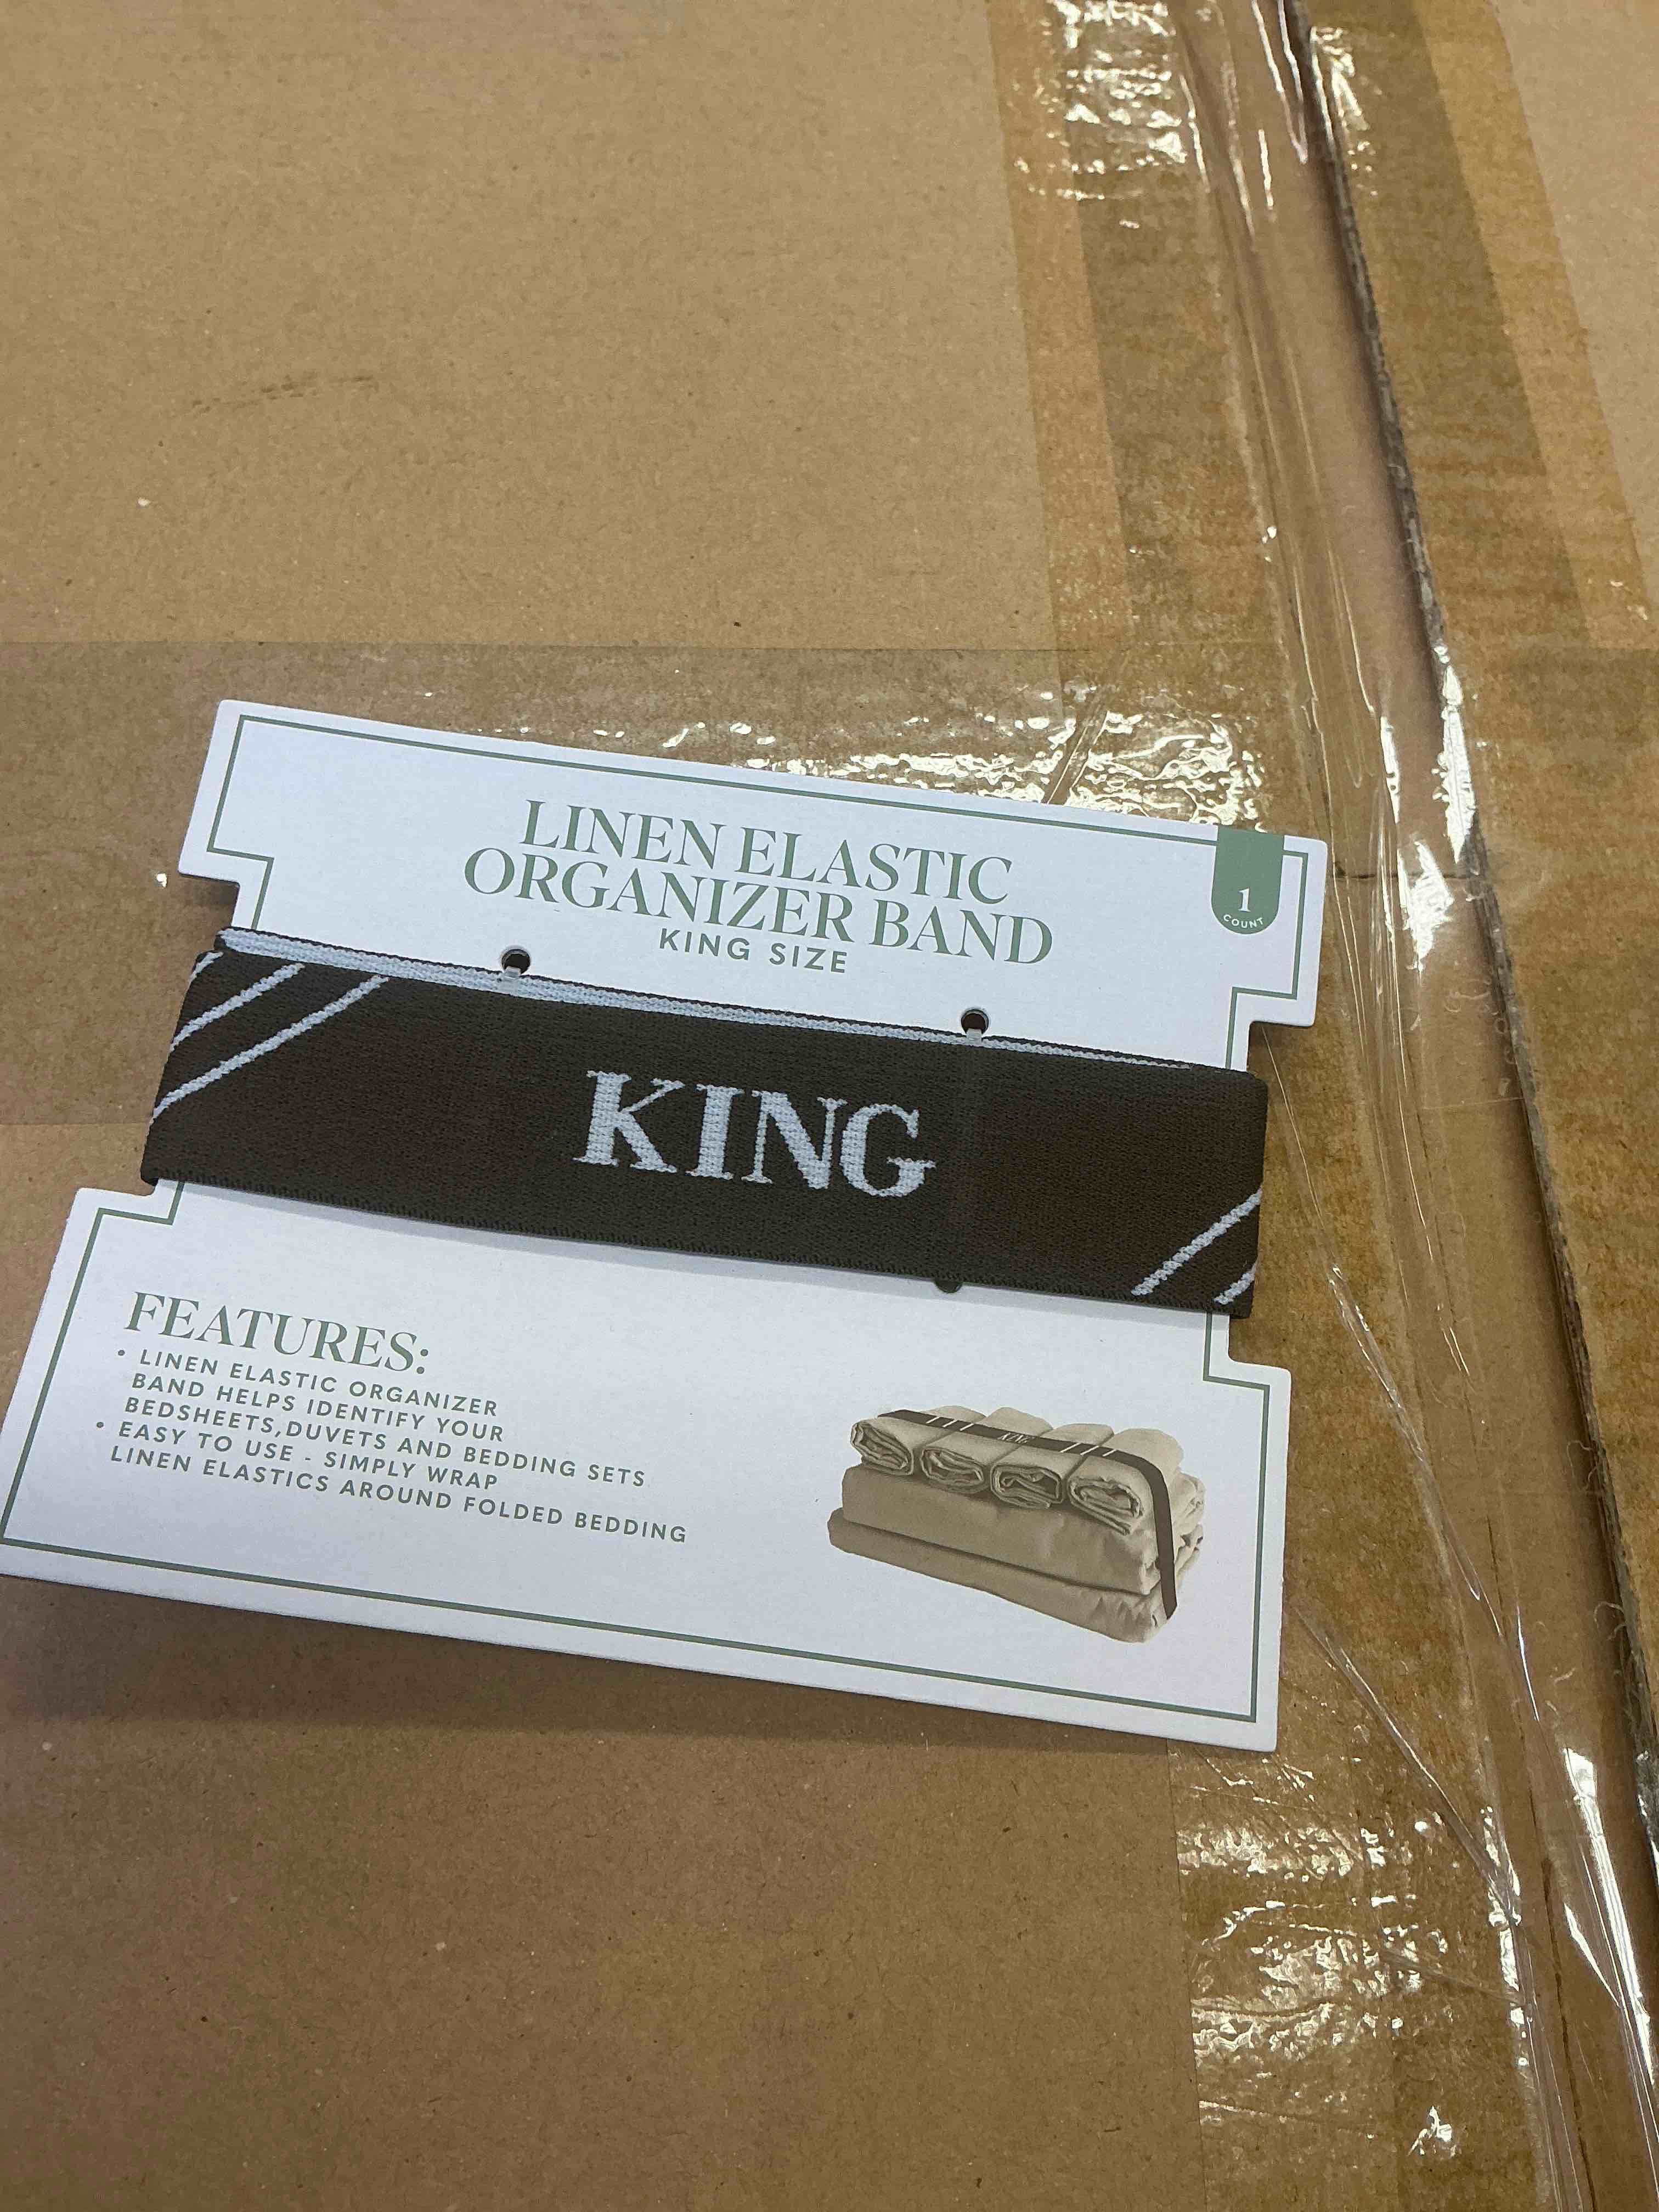 LINEN ELASTIC
ORGANIZER BAND
KING SIZE
1
COUNT
KING
FEATURES:
• LINEN ELASTIC ORGANIZER
BAND HELPS IDENTIFY YOUR
BEDSHEETS,DUVETS AND BEDDING SETS
• EASY TO USE - SIMPLY WRAP
LINEN ELASTICS AROUND FOLDED BEDDING
KING